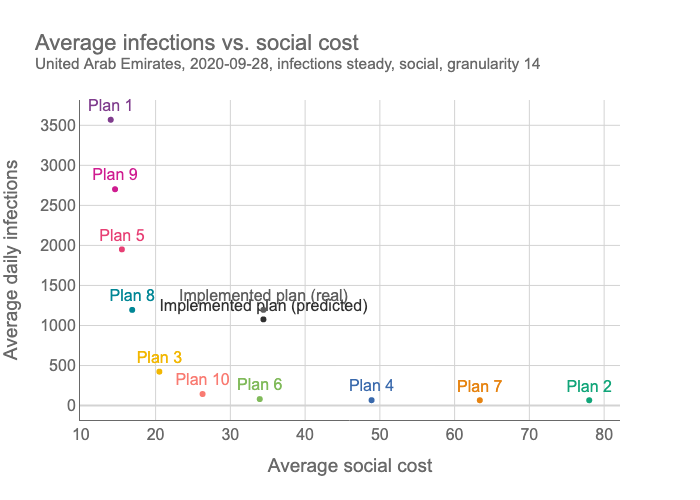 Average infections vs. social cost
United Arab Emirates, 2020-09-28, infections steady, social, granularity 14
Average daily infections
3500
3000
2500
2000
1500
1000
500
0
Plan 1
Plan 9
Plan 5
Plan 8
Implemented plan (real)
Implemented plan (predicted)
Plan 3
Plan 10
Plan 6
Plan 4
Plan 7
Plan 2
10 20 30 40 50 60 70 80
Average social cost